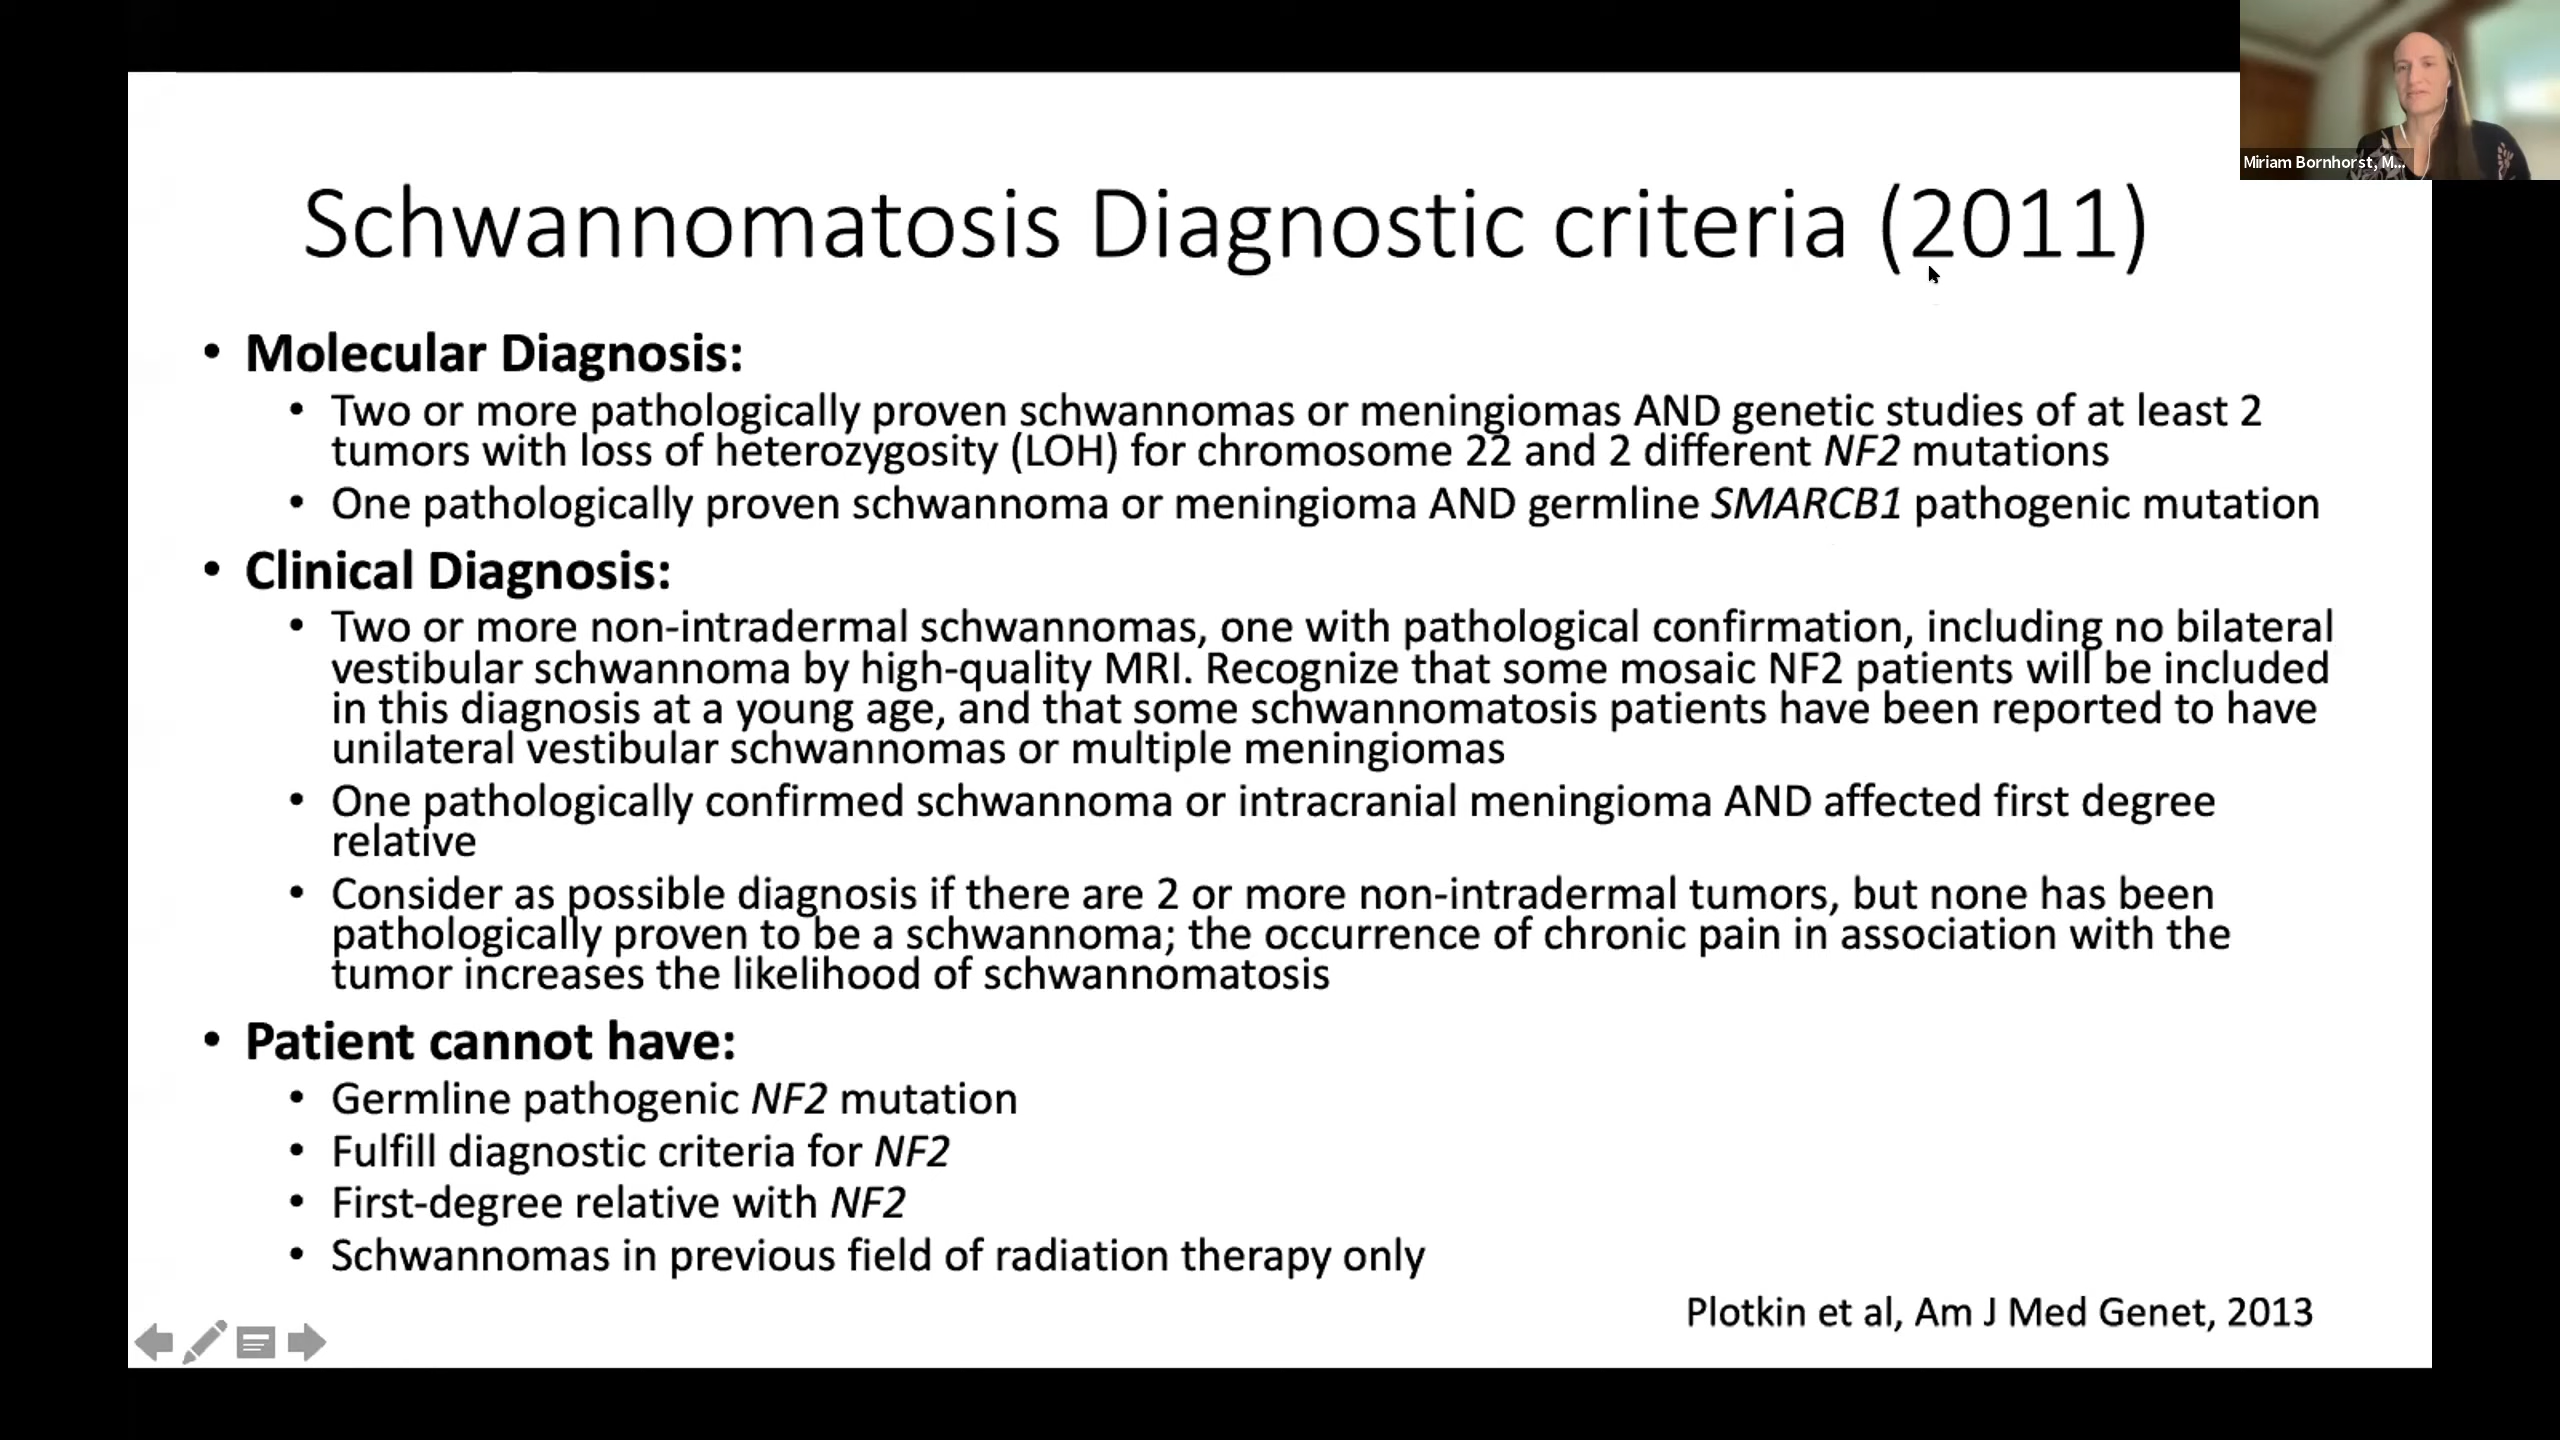 Miriam Bornhorst, M...
Schwannomatosis Diagnostic criteria (2011)
• Molecular Diagnosis:
• Two or more pathologically proven schwannomas or meningiomas AND genetic studies of at least 2
tumors with loss of heterozygosity (LOH) for chromosome 22 and 2 different NF2 mutations
• One pathologically proven schwannoma or meningioma AND germline SMARCB1 pathogenic mutation
• Clinical Diagnosis:
• Two or more non-intradermal schwannomas, one with pathological confirmation, including no bilateral
vestibular schwannoma by high-quality MRI. Recognize that some mosaic NF2 patients will be included
in this diagnosis at a young age, and that some schwannomatosis patients have been reported to have
unilateral vestibular schwannomas or multiple meningiomas
• One pathologically confirmed schwannoma or intracranial meningioma AND affected first degree
relative
• Consider as possible diagnosis if there are 2 or more non-intradermal tumors, but none has been
pathologically proven to be a schwannoma; the occurrence of chronic pain in association with the
tumor increases the likelihood of schwannomatosis
• Patient cannot have:
• Germline pathogenic NF2 mutation
• Fulfill diagnostic criteria for NF2
• First-degree relative with NF2
• Schwannomas in previous field of radiation therapy only
Plotkin et al, Am J Med Genet, 2013